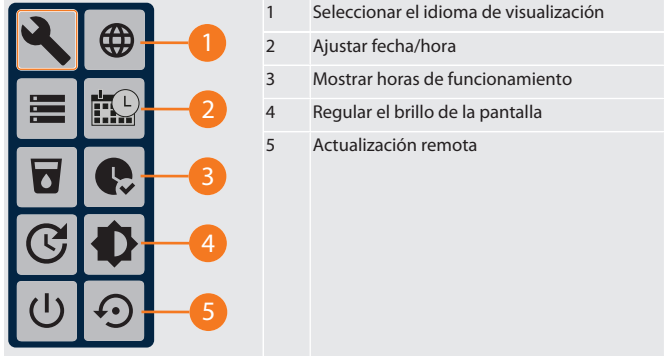 1 Seleccionar el idioma de visualización
2 Ajustar fecha/hora
3 Mostrar horas de funcionamiento
4 Regular el brillo de la pantalla
5 Actualización remota
1
2
3
4
5